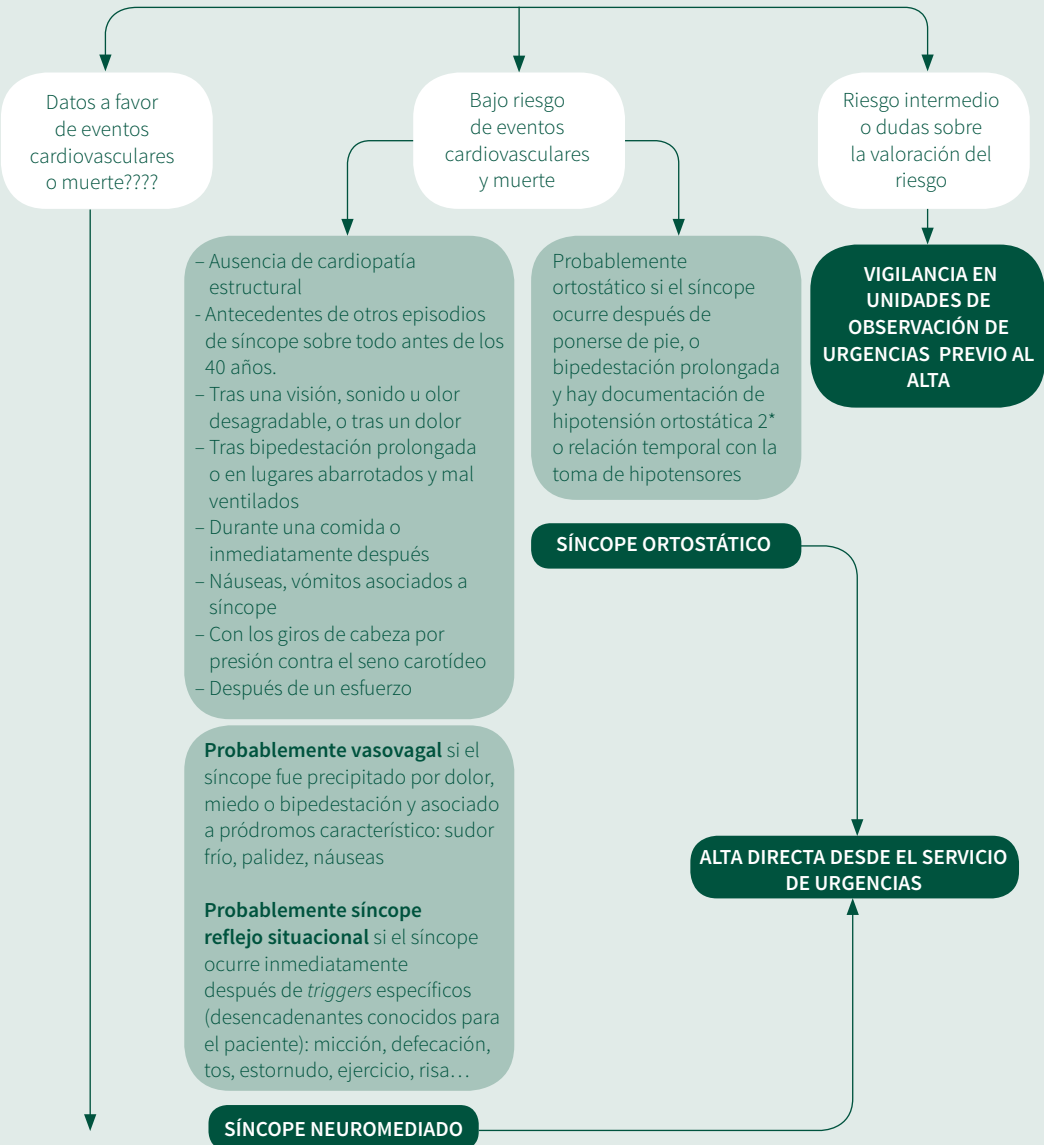 Datos a favor
de eventos
cardiovasculares
o muerte????
Bajo riesgo
de eventos
cardiovasculares
y muerte
Riesgo intermedio
o dudas sobre
la valoración del
riesgo
– Ausencia de cardiopatía
estructural
- Antecedentes de otros episodios
de síncope sobre todo antes de los
40 años.
– Tras una visión, sonido u olor
desagradable, o tras un dolor
– Tras bipedestación prolongada
o en lugares abarrotados y mal
ventilados
– Durante una comida o
inmediatamente después
– Náuseas, vómitos asociados a
síncope
– Con los giros de cabeza por
presión contra el seno carotídeo
– Después de un esfuerzo
Probablemente
ortostático si el síncope
ocurre después de
ponerse de pie, o
bipedestación prolongada
y hay documentación de
hipotensión ortostática 2*
o relación temporal con la
toma de hipotensores
VIGILANCIA EN
UNIDADES DE
OBSERVACIÓN DE
URGENCIAS PREVIO AL
ALTA
SÍNCOPE ORTOSTÁTICO
Probablemente vasovagal si el
síncope fue precipitado por dolor,
miedo o bipedestación y asociado
a pródromos característico: sudor
frío, palidez, náuseas
Probablemente síncope
reflejo situacional si el síncope
ocurre inmediatamente
después de triggers específicos
(desencadenantes conocidos para
el paciente): micción, defecación,
tos, estornudo, ejercicio, risa…
ALTA DIRECTA DESDE EL SERVICIO
DE URGENCIAS
SÍNCOPE NEUROMEDIADO